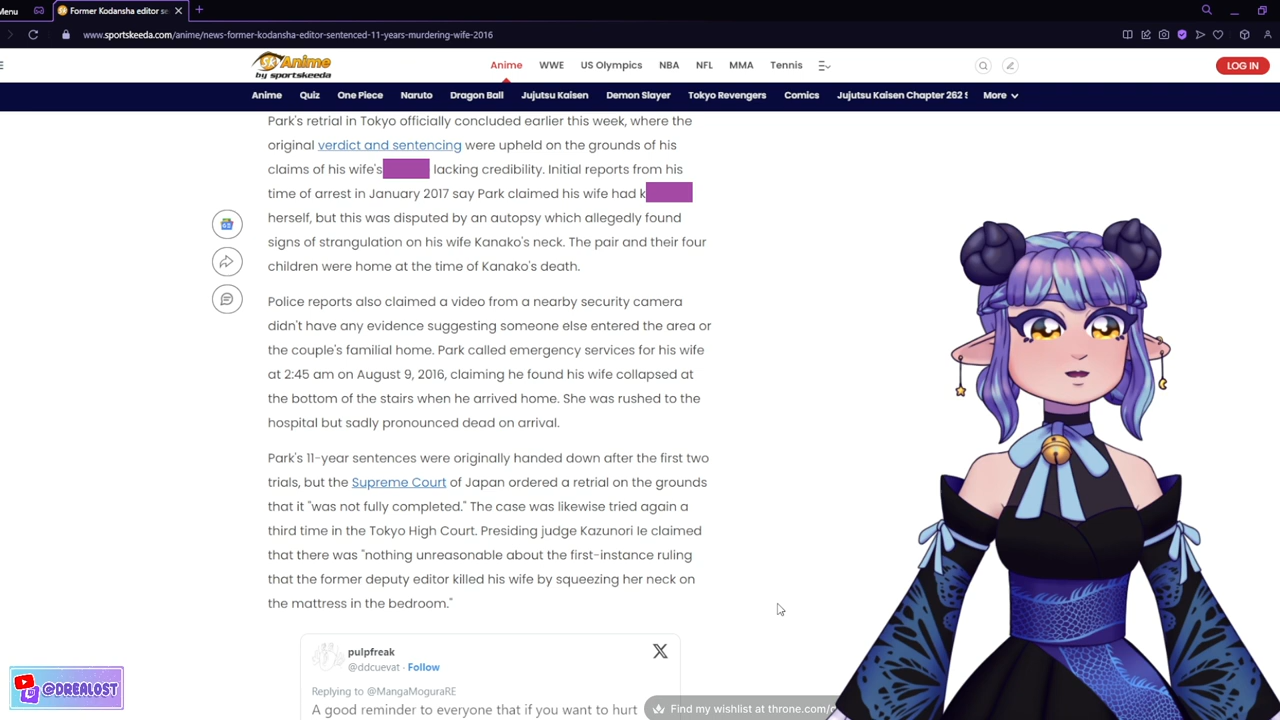 Menu
Former Kodansha editor se
www.sportskeeda.com/anime/news-former-kodansha-editor-sentenced-11-years-murdering-wife-2016
Anime
by sportskeeda
Anime WWE US Olympics NBA NFL MMA Tennis
LOG IN
Anime Quiz One Piece Naruto Dragon Ball Jujutsu Kaisen Demon Slayer Tokyo Revengers Comics Jujutsu Kaisen Chapter 262 s More
Park's retrial in Tokyo officially concluded earlier this week, where the
original verdict and sentencing were upheld on the grounds of his
claims of his wife's lacking credibility. Initial reports from his
time of arrest in January 2017 say Park claimed his wife had k
herself, but this was disputed by an autopsy which allegedly found
signs of strangulation on his wife Kanako's neck. The pair and their four
children were home at the time of Kanako's death.
Police reports also claimed a video from a nearby security camera
didn't have any evidence suggesting someone else entered the area or
the couple's familial home. Park called emergency services for his wife
at 2:45 am on August 9, 2016, claiming he found his wife collapsed at
the bottom of the stairs when he arrived home. She was rushed to the
hospital but sadly pronounced dead on arrival.
Park's 11-year sentences were originally handed down after the first two
trials, but the Supreme Court of Japan ordered a retrial on the grounds
that it "was not fully completed." The case was likewise tried again a
third time in the Tokyo High Court. Presiding judge Kazunori Ie claimed
that there was "nothing unreasonable about the first-instance ruling
that the former deputy editor killed his wife by squeezing her neck on
the mattress in the bedroom."
pulpfreak
@ddcuevat · Follow
Replying to @MangaMoguraRE
A good reminder to everyone that if you want to hurt
Find my wishlist at throne.com/
@DREALOST